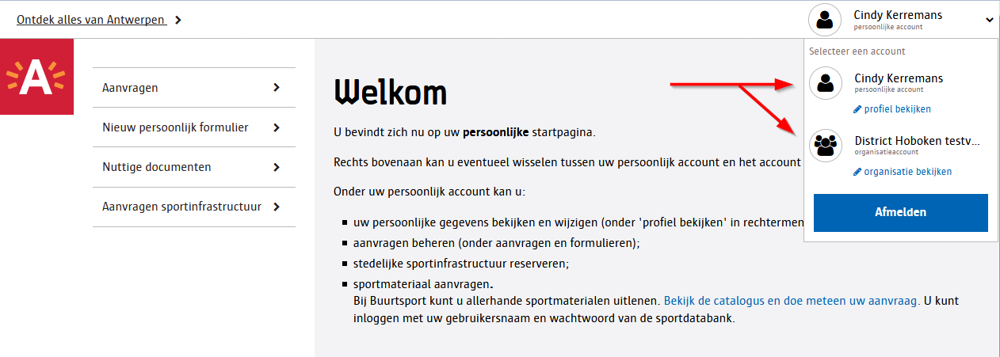 Ontdek alles van Antwerpen
Cindy Kerremans
persoonlijke account
Selecteer een account
Cindy Kerremans
persoonlijke account
profiel bekijken
District Hoboken testv...
organisatieaccount
organisatie bekijken
Afmelden
A
Aanvragen
Nieuw persoonlijk formulier
Nuttige documenten
Aanvragen sportinfrastructuur
Welkom
U bevindt zich nu op uw persoonlijke startpagina.
Rechts bovenaan kan u eventueel wisselen tussen uw persoonlijk account en het account
Onder uw persoonlijk account kan u:
uw persoonlijke gegevens bekijken en wijzigen (onder 'profiel bekijken' in rechtermen
aanvragen beheren (onder aanvragen en formulieren);
stedelijke sportinfrastructuur reserveren;
sportmateriaal aanvragen.
Bij Buurtsport kunt u allerhande sportmaterialen uitlenen. Bekijk de catalogus en doe meteen uw aanvraag. U kunt
inloggen met uw gebruikersnaam en wachtwoord van de sportdatabank.